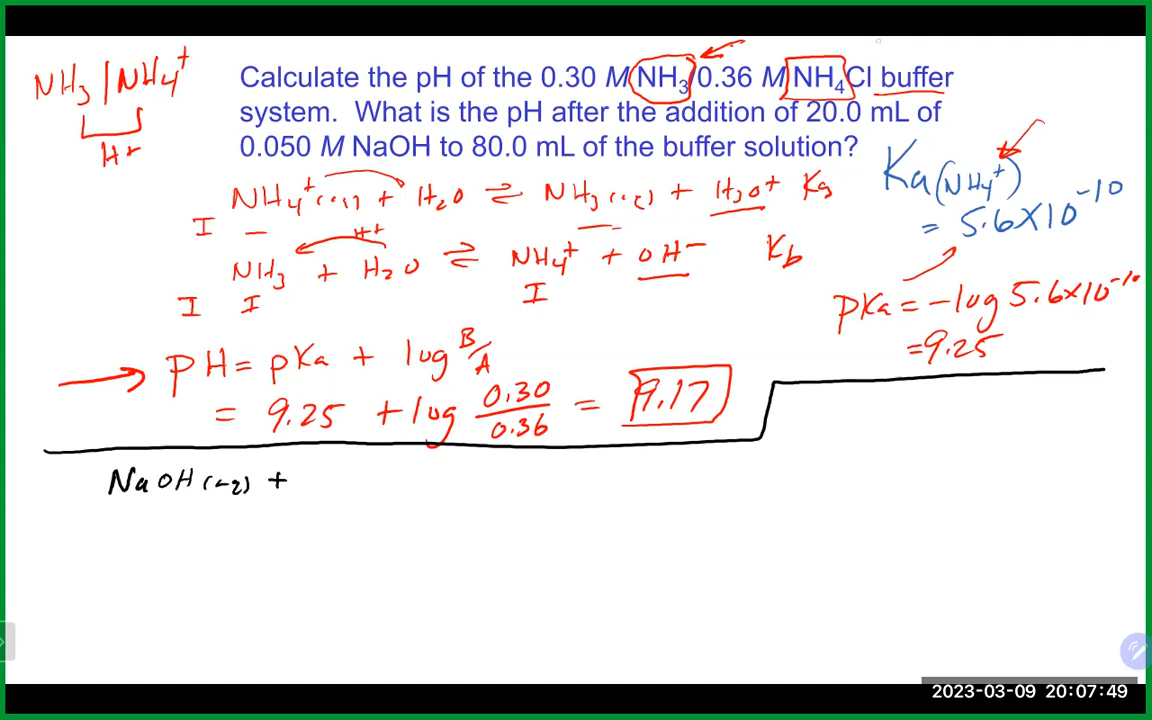 NH3 | NH4+
H+
Calculate the pH of the 0.30 M NH3/0.36 M NH4Cl buffer
system. What is the pH after the addition of 20.0 mL of
0.050 M NaOH to 80.0 mL of the buffer solution?
Ka(NH4+)
= 5.6X10-10
NH4+(aq) + H2O ⇌ NH3(aq) + H3O+ Ka
I –
H+
NH3 + H2O ⇌ NH4+ + OH- Kb
I I I
pKa = -log 5.6x10-10
=9.25
→ pH = pKa + log B/A
= 9.25 + log 0.30/0.36 = 9.17
NaOH(aq) +
2023-03-09 20:07:49